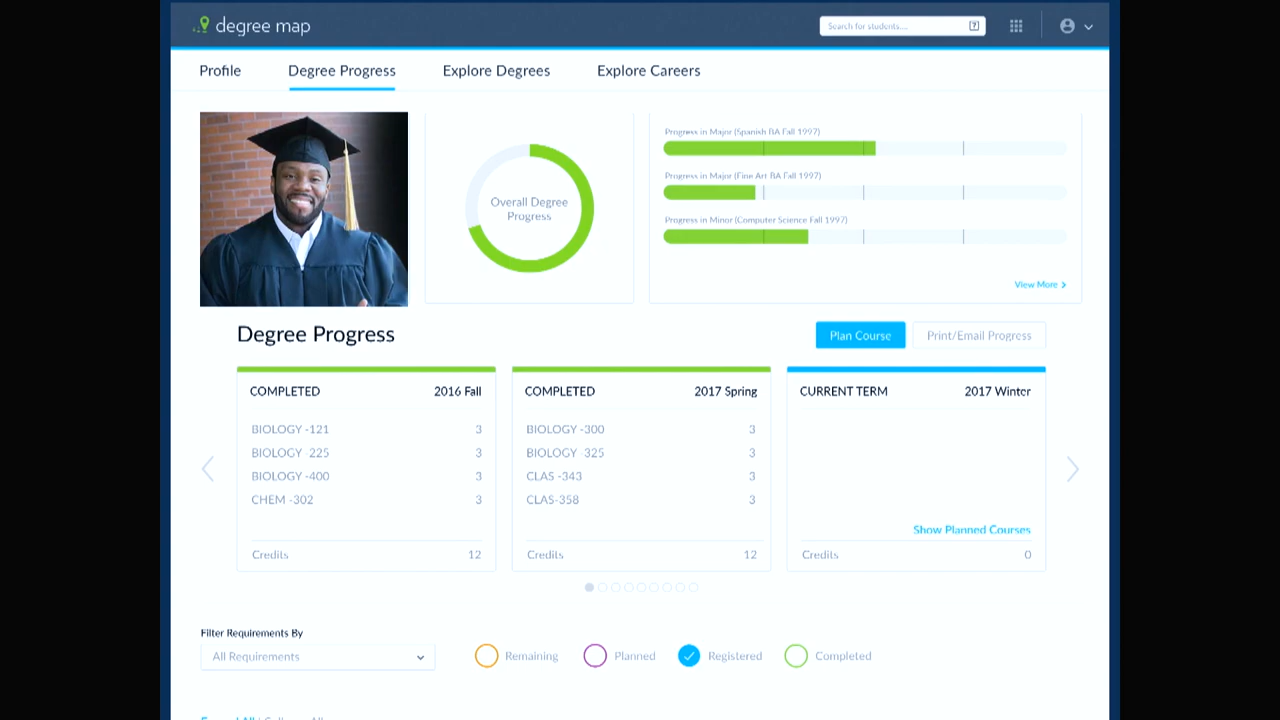 degree map
Search for students....
?
Profile Degree Progress Explore Degrees Explore Careers
Overall Degree
Progress
Progress in Major (Spanish BA Fall 1997)
Progress in Major (Fine Art BA Fall 1997)
Progress in Minor (Computer Science Fall 1997)
View More
Degree Progress
Plan Course
Print/Email Progress
COMPLETED 2016 Fall
BIOLOGY -121 3
BIOLOGY 225 3
BIOLOGY -400 3
CHEM -302 3
Credits 12
COMPLETED 2017 Spring
BIOLOGY -300 3
BIOLOGY 325 3
CLAS -343 3
CLAS-358 3
Credits 12
CURRENT TERM 2017 Winter
Show Planned Courses
Credits 0
Filter Requirements By
All Requirements
Remaining Planned Registered Completed